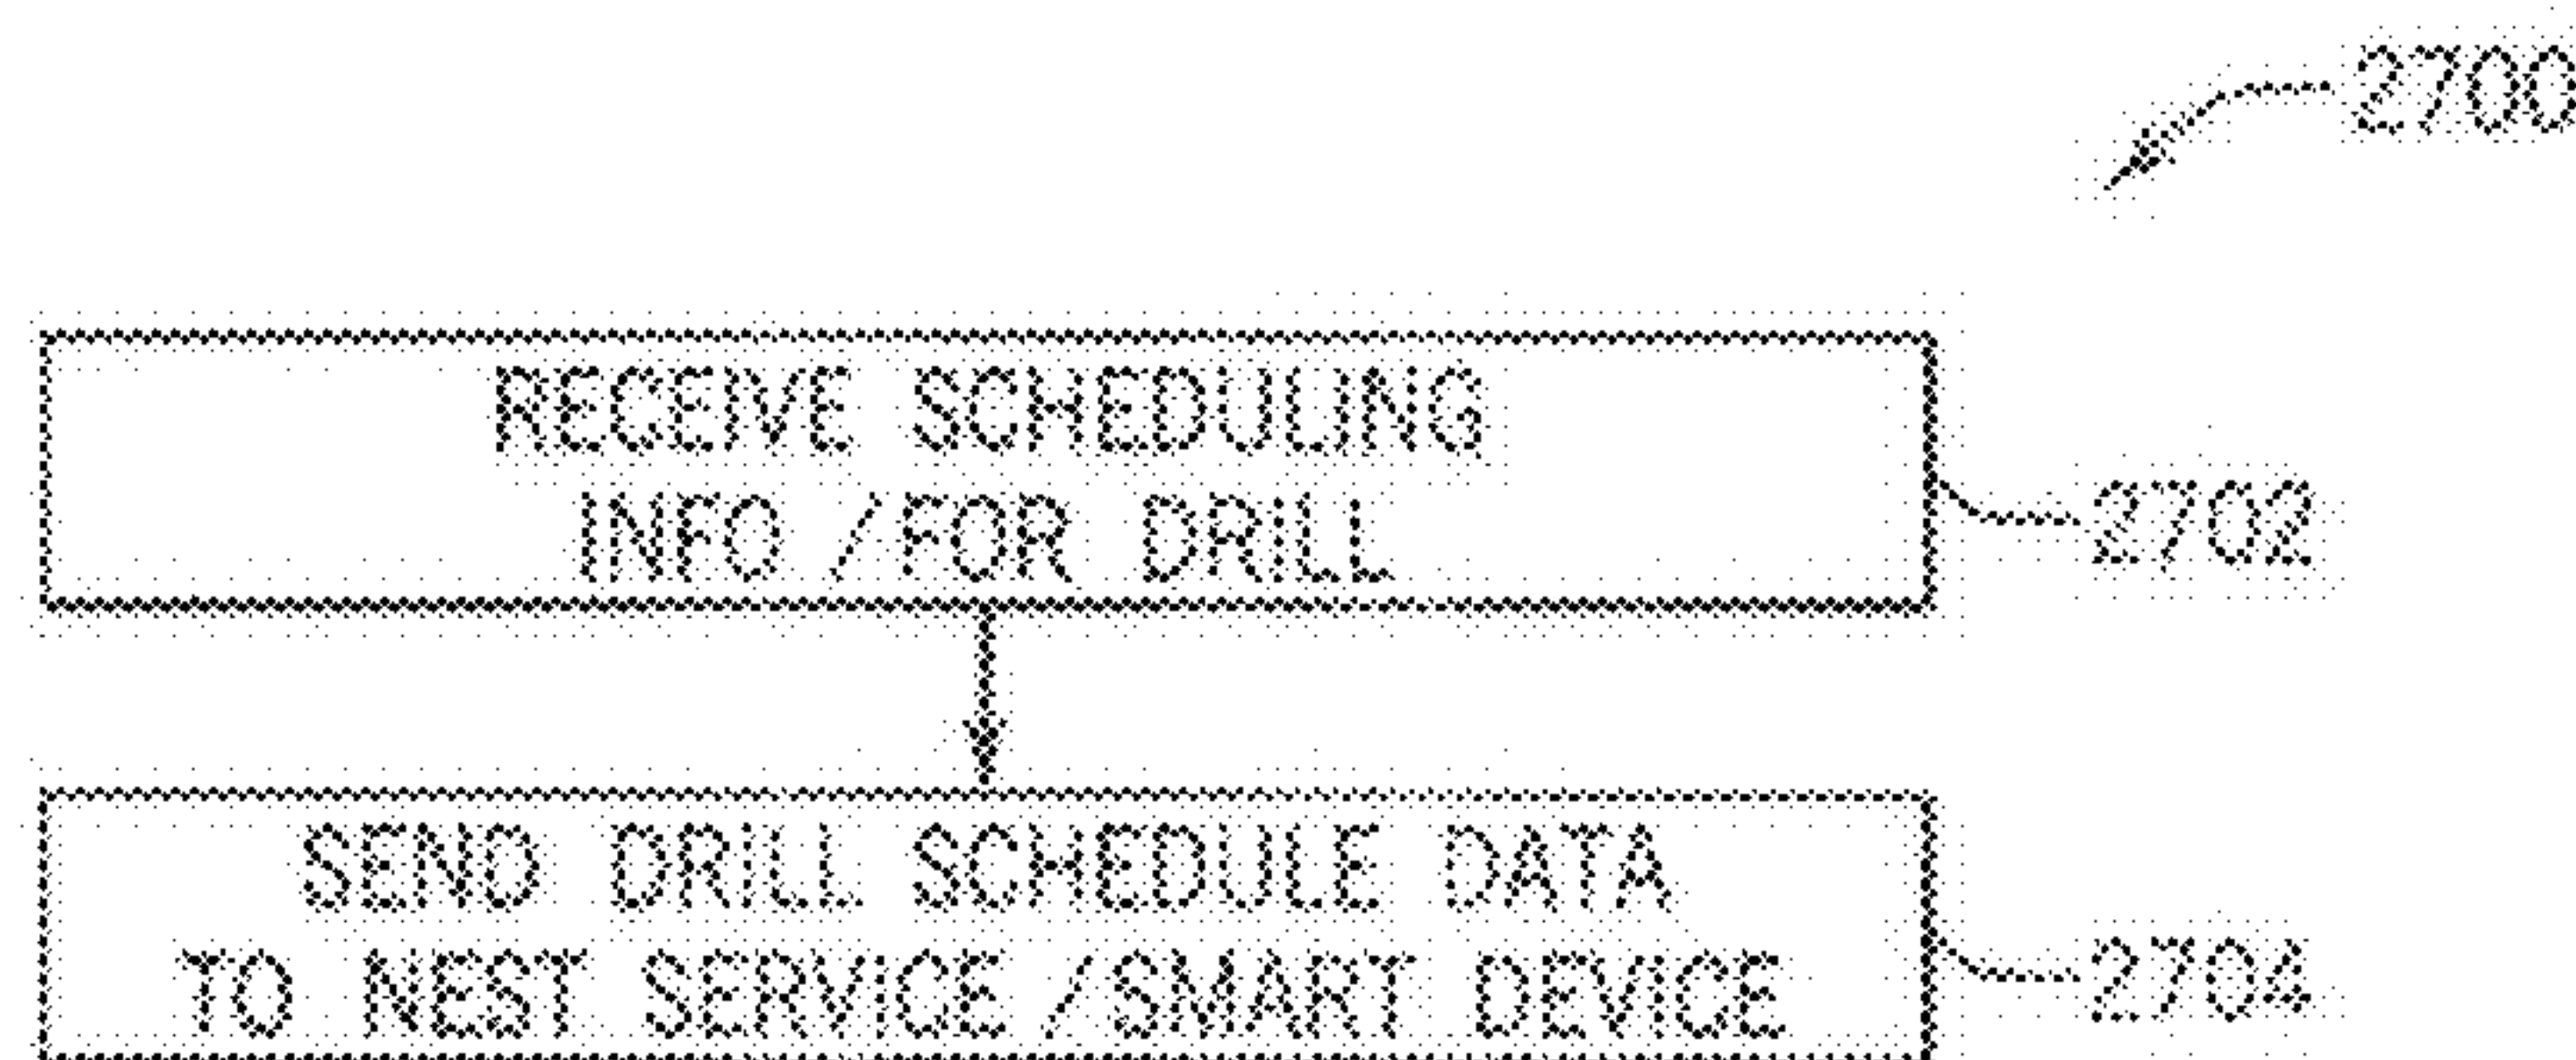 2700
RECEIVE SCHEDULING
INFO /FOR DRILL
2702
SEND DRILL SCHEDULE DATA
TO NEST SERVICE /SMART DEVICE
2704